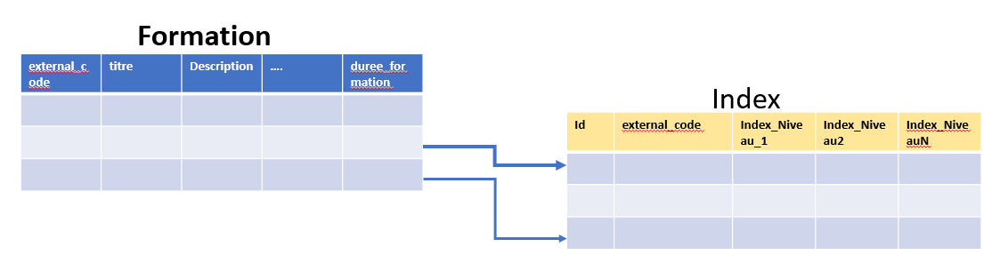 Formation
external_c
ode
titre
Description
....
duree_for
mation
Index
Id
external_code
Index_Nive
au_1
Index_Nive
au2
Index_Nive
auN